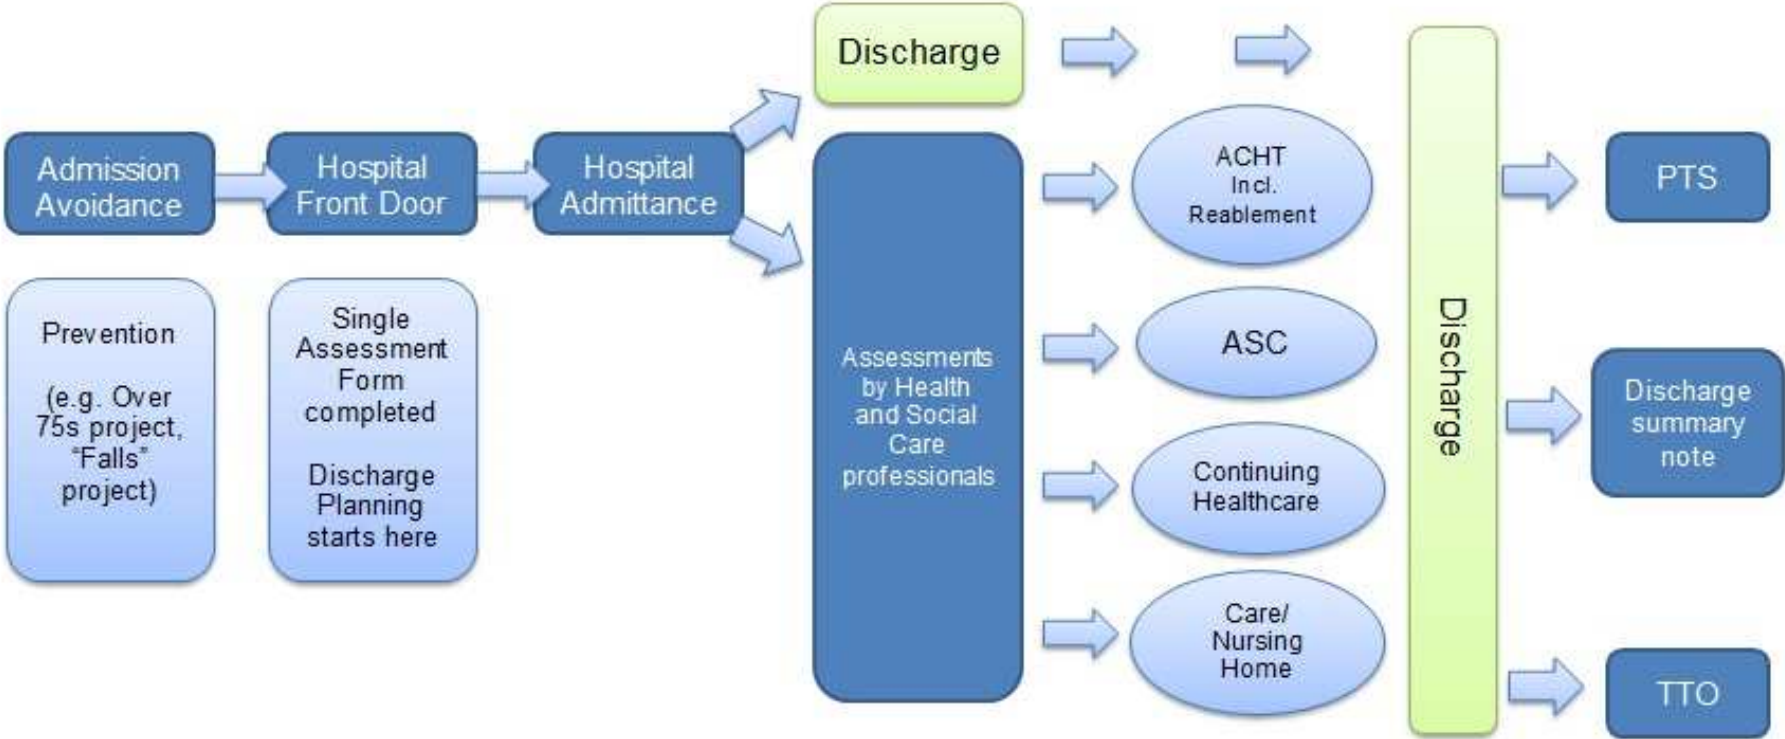 Admission
Avoidance
Prevention
(e.g. Over
75s project,
"Falls"
project)
Hospital
Front Door
Single
Assessment
Form
completed
Discharge
Planning
starts here
Hospital
Admittance
Discharge
Assessments
by Health
and Social
Care
professionals
ACHT
Incl.
Reablement
ASC
Continuing
Healthcare
Care/
Nursing
Home
Discharge
PTS
Discharge
summary
note
TTO